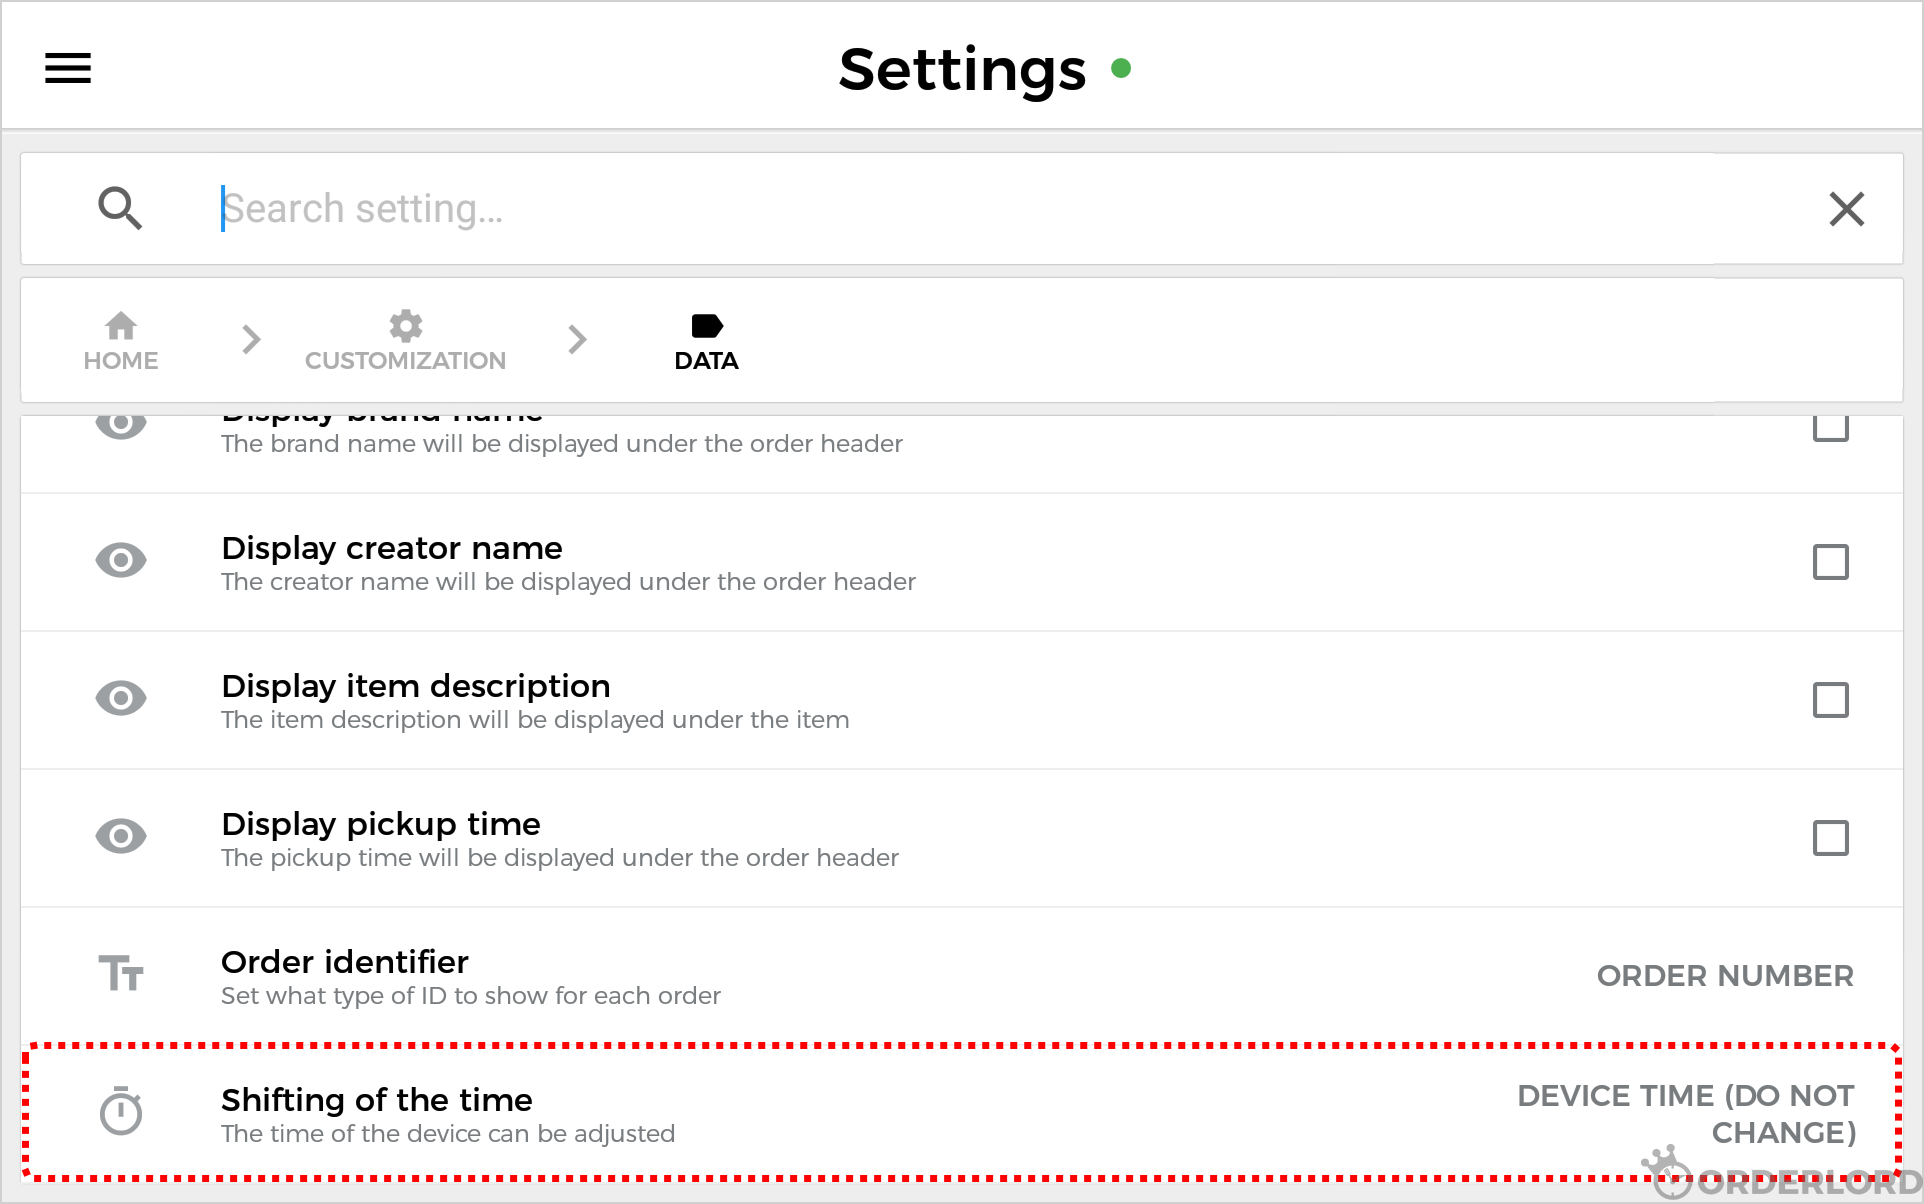 Settings
Search setting...
HOME
CUSTOMIZATION
DATA
Display brand name
The brand name will be displayed under the order header
Display creator name
The creator name will be displayed under the order header
Display item description
The item description will be displayed under the item
Display pickup time
The pickup time will be displayed under the order header
Order identifier
Set what type of ID to show for each order
ORDER NUMBER
Shifting of the time
The time of the device can be adjusted
DEVICE TIME (DO NOT
CHANGE)
ORDERLORD